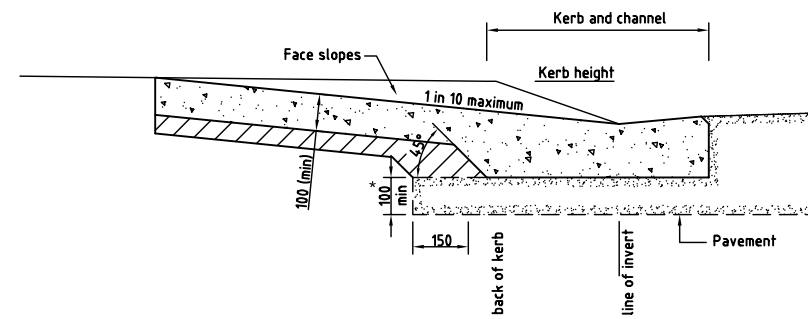 Kerb and channel
Face slopes
Kerb height
1 in 10 maximum
45°
100 (min)
*
100
min
150
back of kerb
line of invert
Pavement